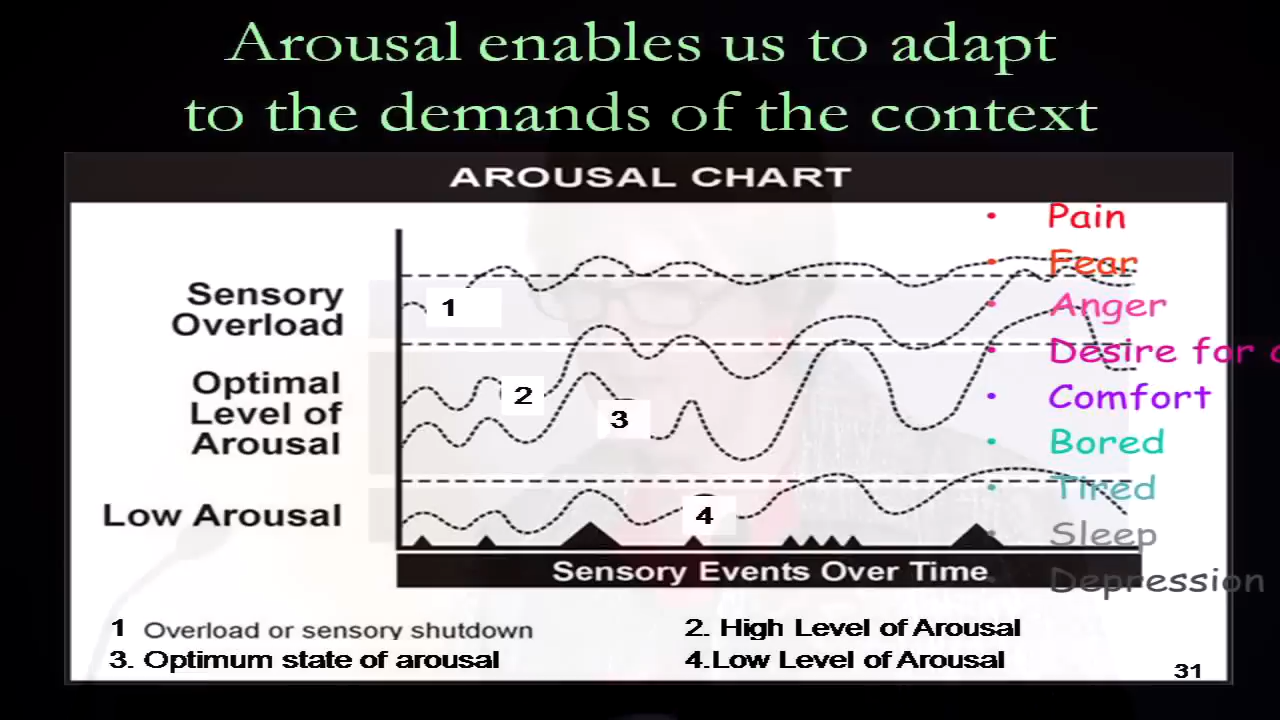 Arousal enables us to adapt
to the demands of the context
AROUSAL CHART
• Pain
• Fear
• Anger
• Desire for
• Comfort
• Bored
• Tired
• Sleep
• Depression
Sensory
Overload
Optimal
Level of
Arousal
Low Arousal
1
2
3
4
Sensory Events Over Time
1 Overload or sensory shutdown
2. High Level of Arousal
3. Optimum state of arousal
4.Low Level of Arousal
31